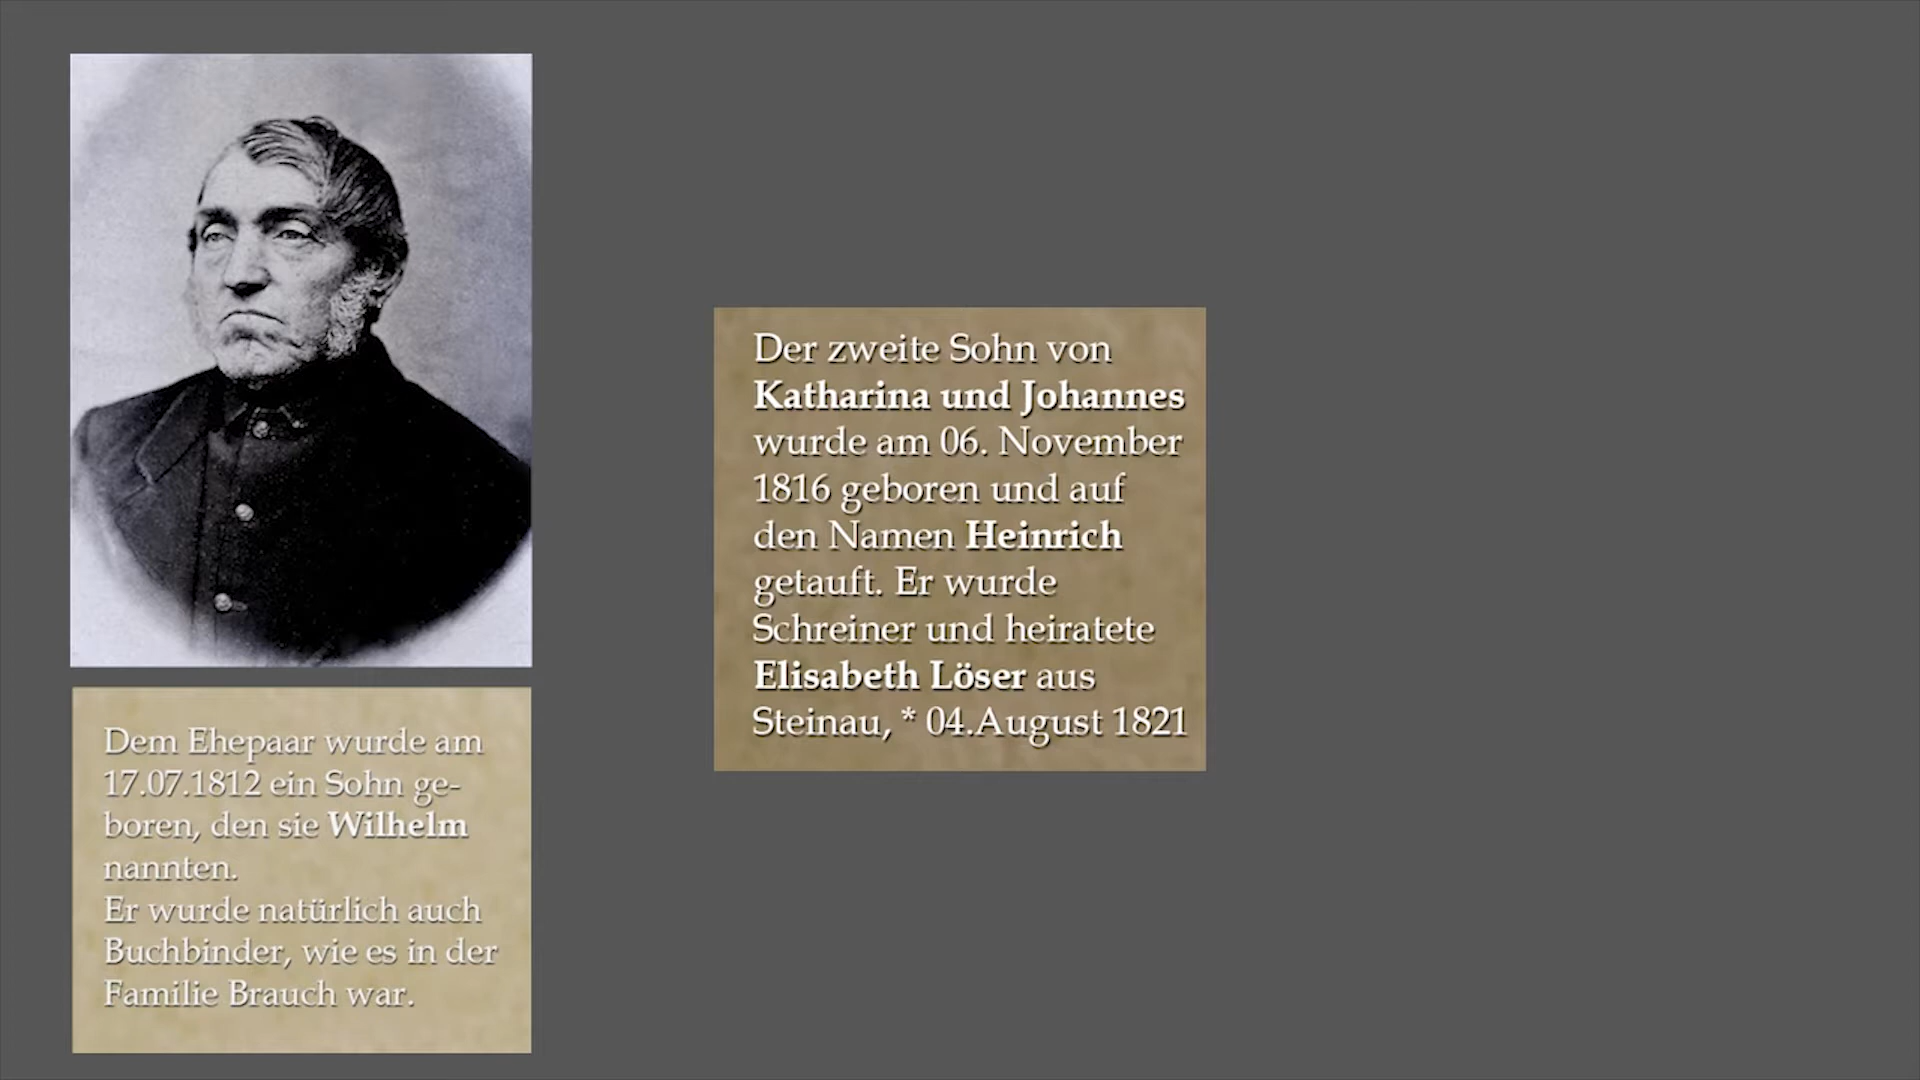 Dem Ehepaar wurde am
17.07.1812 ein Sohn ge-
boren, den sie Wilhelm
nannten.
Er wurde natürlich auch
Buchbinder, wie es in der
Familie Brauch war.
Der zweite Sohn von
Katharina und Johannes
wurde am 06. November
1816 geboren und auf
den Namen Heinrich
getauft. Er wurde
Schreiner und heiratete
Elisabeth Löser aus
Steinau, * 04.August 1821